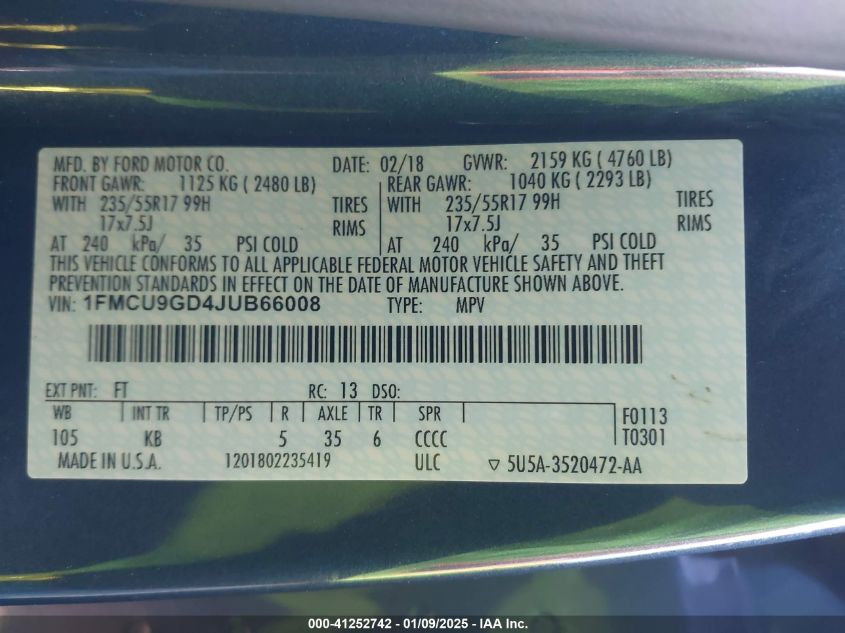 MFD. BY FORD MOTOR CO. DATE: 02/18 GVWR: 2159 KG ( 4760 LB)
FRONT GAWR: 1125 KG ( 2480 LB) REAR GAWR: 1040 KG ( 2293 LB)
WITH 235/55R17 99H TIRES WITH 235/55R17 99H TIRES
17x7.5J RIMS 17x7.5J RIMS
AT 240 kPa/ 35 PSI COLD AT 240 kPa/ 35 PSI COLD
THIS VEHICLE CONFORMS TO ALL APPLICABLE FEDERAL MOTOR VEHICLE SAFETY AND THEFT
PREVENTION STANDARDS IN EFFECT ON THE DATE OF MANUFACTURE SHOWN ABOVE.
VIN: 1FMCU9GD4JUB66008 TYPE: MPV
EXT PNT: FT RC: 13 DSO:
WB INT TR TP/PS R AXLE TR SPR F0113
105 KB 5 35 6 CCCC T0301
MADE IN U.S.A. 1201802235419 ULC ▽ 5U5A-3520472-AA
000-41252742 - 01/09/2025 - IAA Inc.